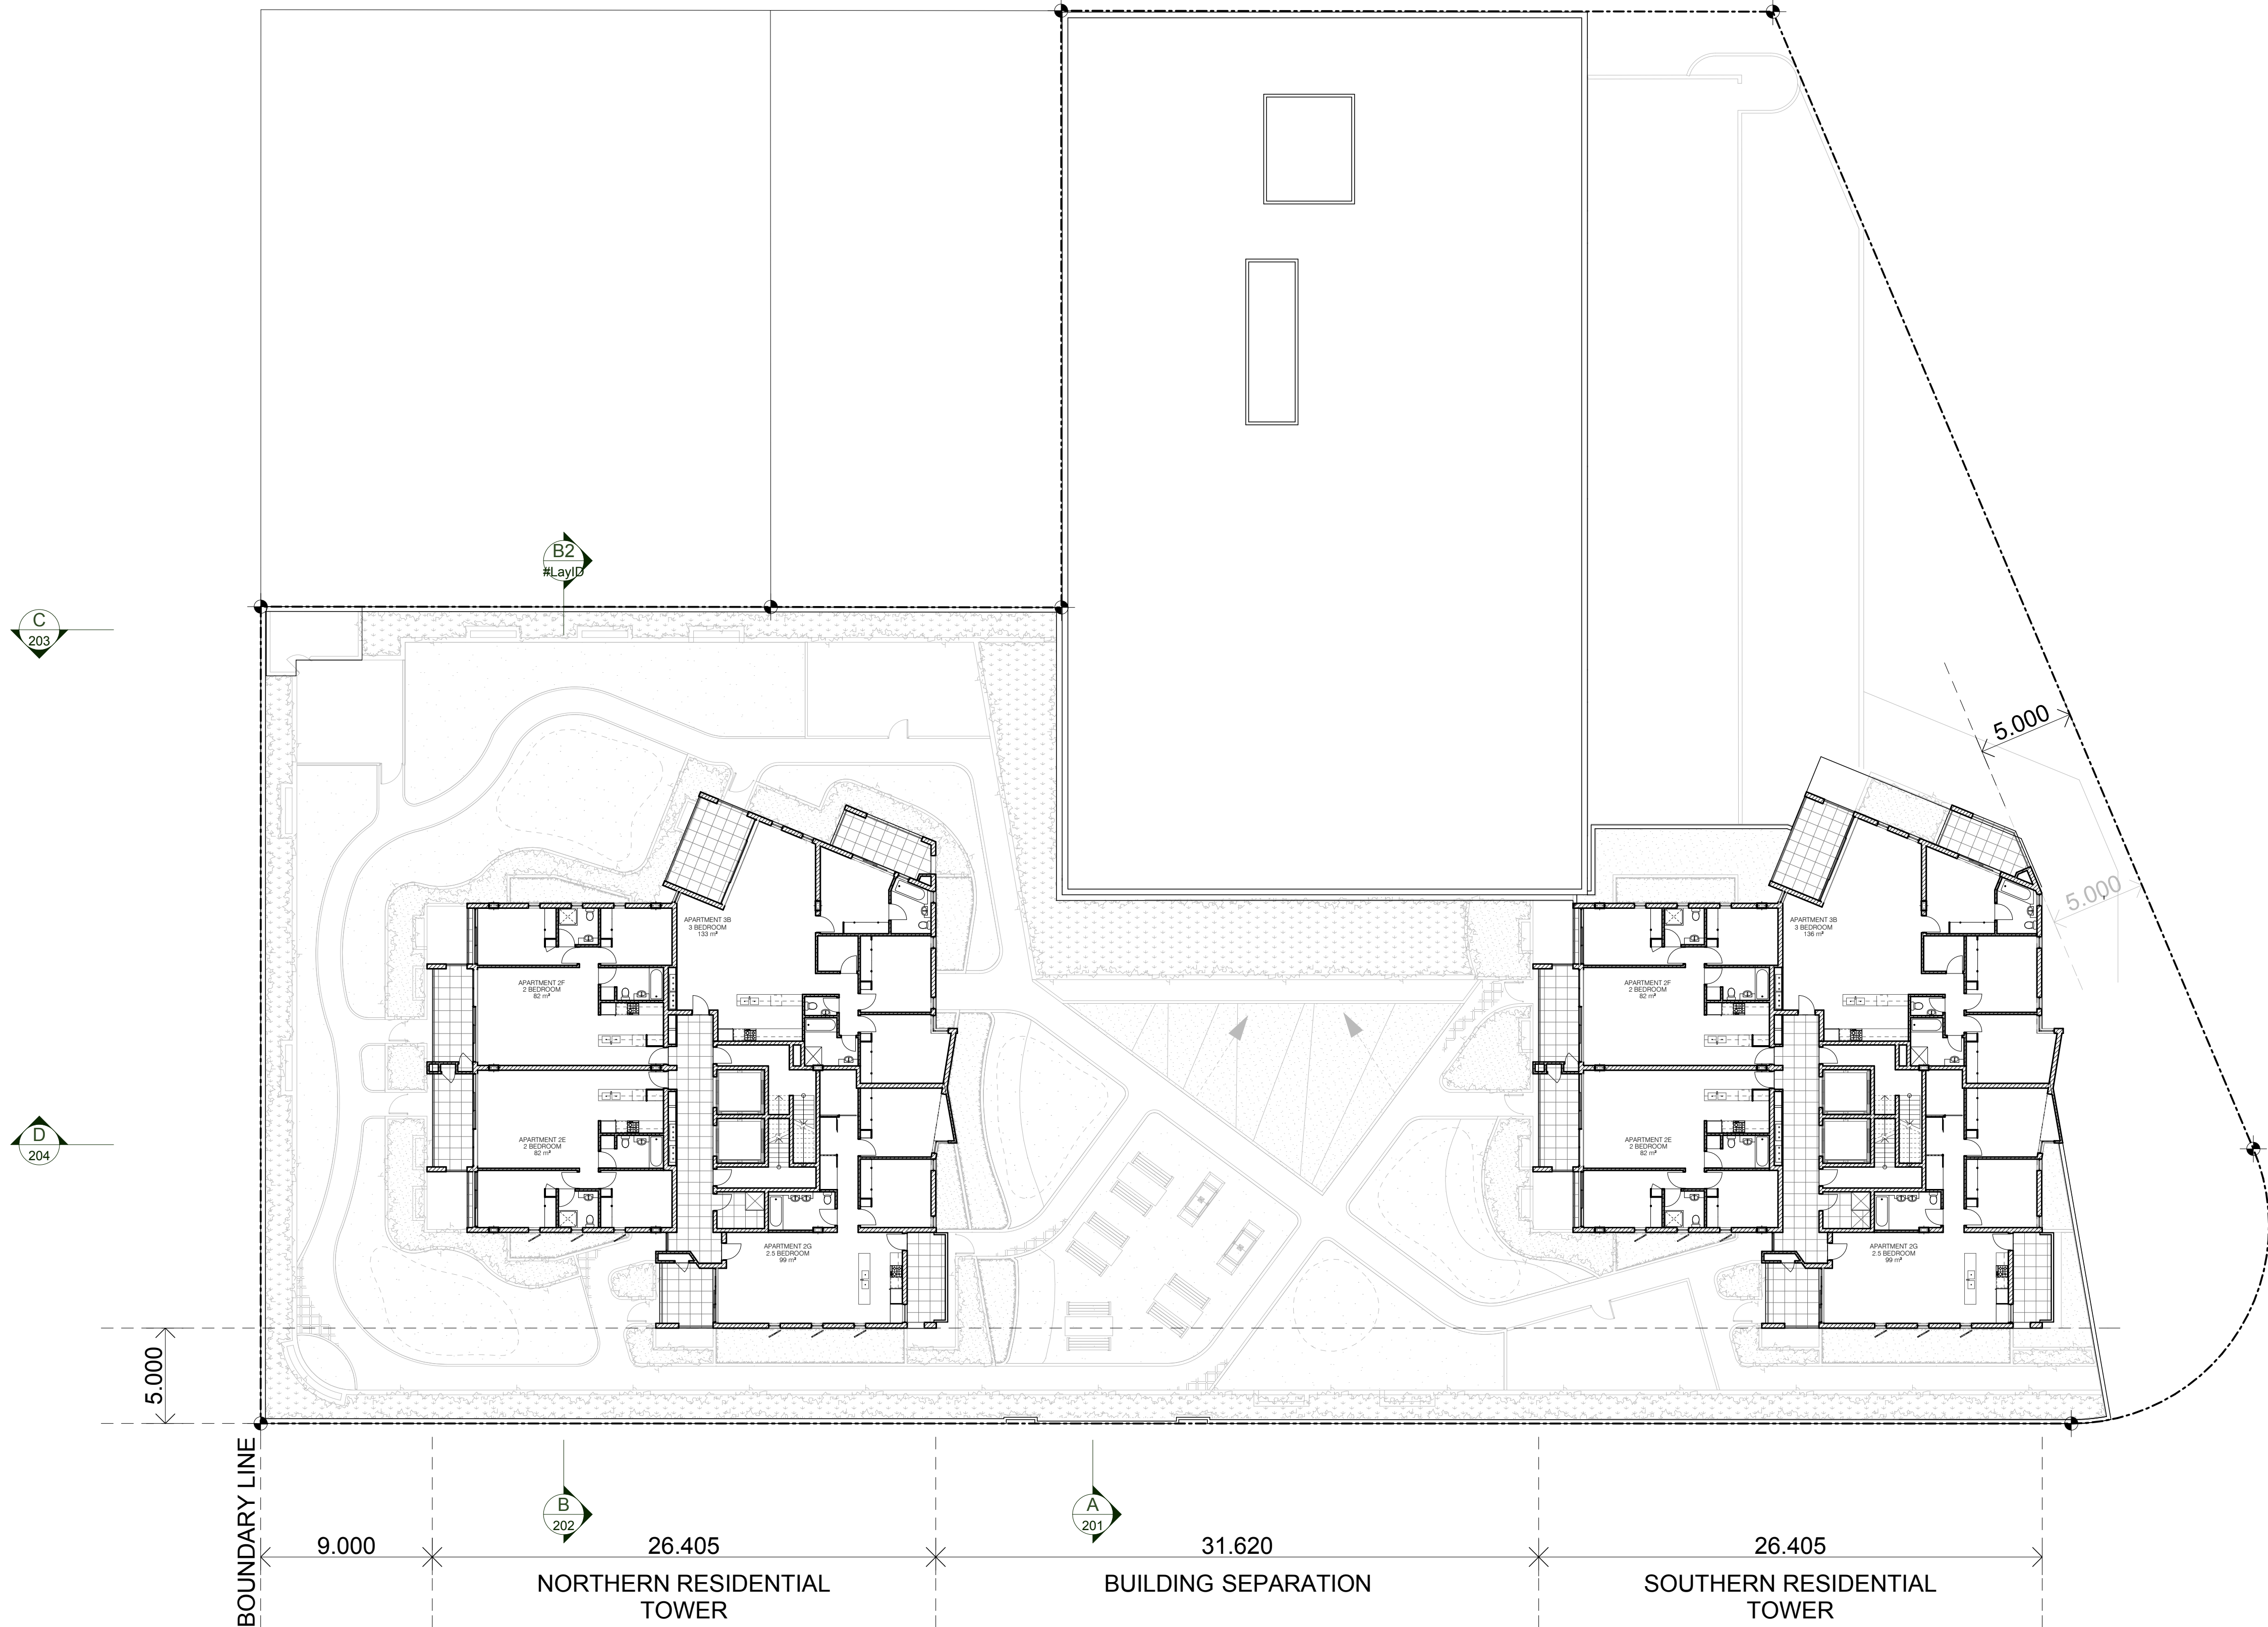 B2
#LayID
C
203
5.000
5.000
APARTMENT 3B
3 BEDROOM
133 m²
APARTMENT 3B
3 BEDROOM
136 m²
APARTMENT 2F
2 BEDROOM
82 m²
APARTMENT 2F
2 BEDROOM
82 m²
D
204
APARTMENT 2E
2 BEDROOM
82 m²
APARTMENT 2E
2 BEDROOM
82 m²
APARTMENT 2G
2.5 BEDROOM
99 m²
APARTMENT 2G
2.5 BEDROOM
99 m²
5.000
BOUNDARY LINE
B
202
A
201
9.000
26.405
31.620
26.405
NORTHERN RESIDENTIAL
TOWER
BUILDING SEPARATION
SOUTHERN RESIDENTIAL
TOWER